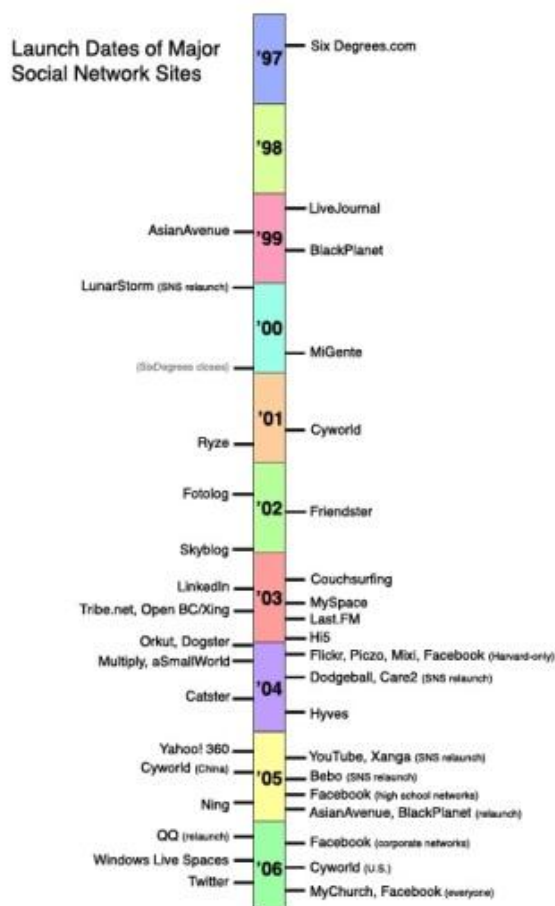 Launch Dates of Major
Social Network Sites
'97
Six Degrees.com
'98
'99
LiveJournal
AsianAvenue
BlackPlanet
LunarStorm (SNS relaunch)
'00
MiGente
(SixDegrees closes)
'01
Cyworld
Ryze
'02
Fotolog
Friendster
Skyblog
'03
Couchsurfing
LinkedIn
MySpace
Tribe.net, Open BC/Xing
Last.FM
Hi5
Orkut, Dogster
'04
Flickr, Piczo, Mixi, Facebook (Harvard-only)
Multiply, aSmallWorld
Dodgeball, Care2 (SNS relaunch)
Catster
Hyves
'05
Yahoo! 360
YouTube, Xanga (SNS relaunch)
Cyworld (China)
Bebo (SNS relaunch)
Facebook (high school networks)
Ning
AsianAvenue, BlackPlanet (relaunch)
'06
QQ (relaunch)
Facebook (corporate networks)
Windows Live Spaces
Cyworld (U.S.)
Twitter
MyChurch, Facebook (everyone)